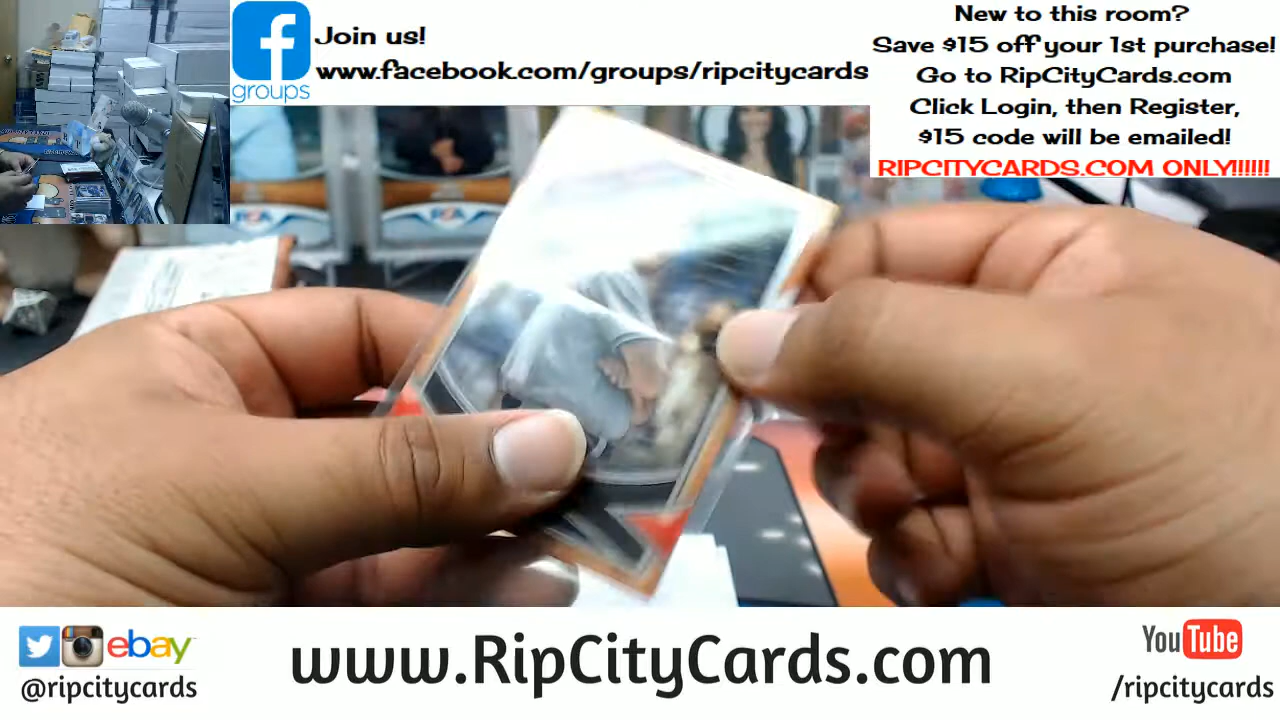 f
groups
Join us!
www.facebook.com/groups/ripcitycards
New to this room?
Save $15 off your 1st purchase!
Go to RipCityCards.com
Click Login, then Register,
$15 code will be emailed!
RIPCITYCARDS.COM ONLY!!!!!!
ebay
@ripcitycards
www.RipCityCards.com
YouTube
/ripcitycards